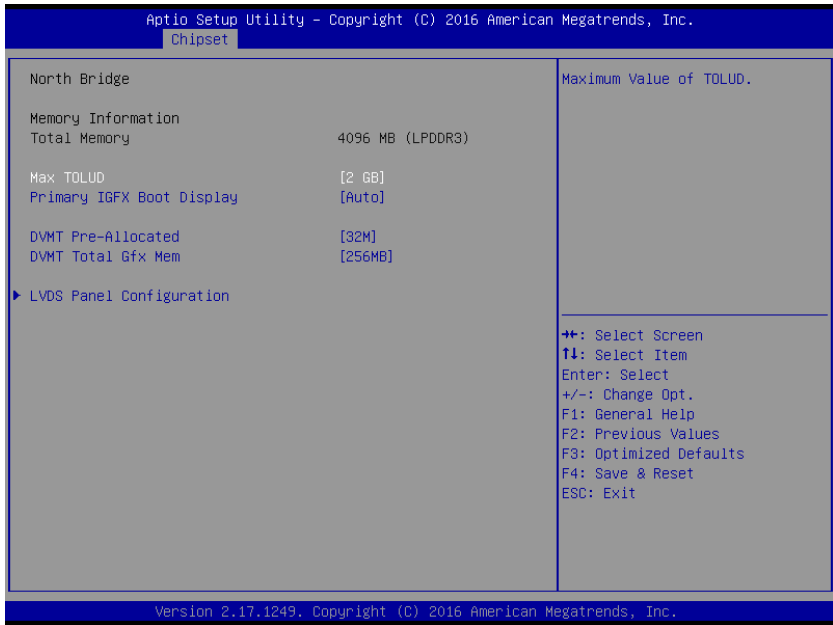 Aptio Setup Utility – Copyright (C) 2016 American Megatrends, Inc.
Chipset
North Bridge
Memory Information
Total Memory 4096 MB (LPDDR3)
Max TOLUD [2 GB]
Primary IGFX Boot Display [Auto]
DVMT Pre-Allocated [32M]
DVMT Total Gfx Mem [256MB]
LVDS Panel Configuration
Maximum Value of TOLUD.
→←: Select Screen
↑↓: Select Item
Enter: Select
+/-: Change Opt.
F1: General Help
F2: Previous Values
F3: Optimized Defaults
F4: Save & Reset
ESC: Exit
Version 2.17.1249. Copyright (C) 2016 American Megatrends, Inc.